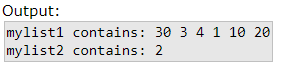 Output:
mylist1 contains: 30 3 4 1 10 20
mylist2 contains: 2